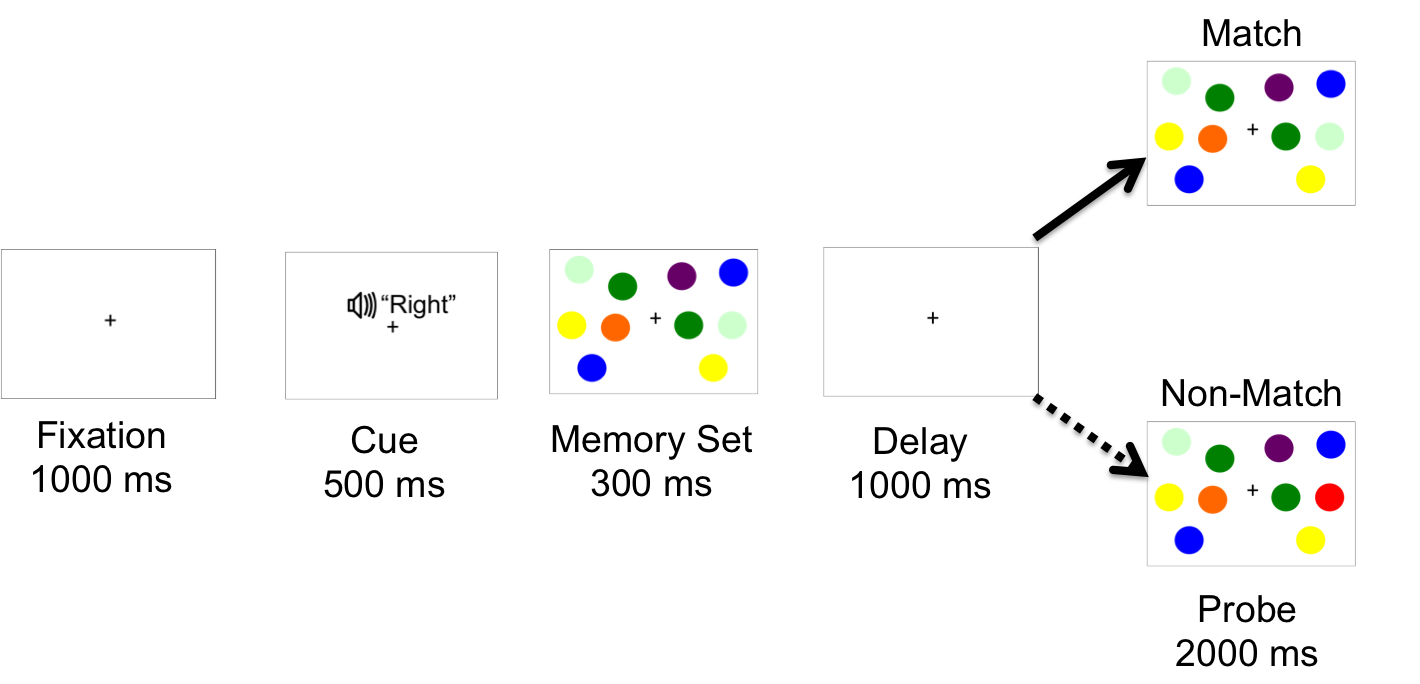 Match
“Right”
Fixation
1000 ms
Cue
500 ms
Memory Set
300 ms
Delay
1000 ms
Non-Match
Probe
2000 ms